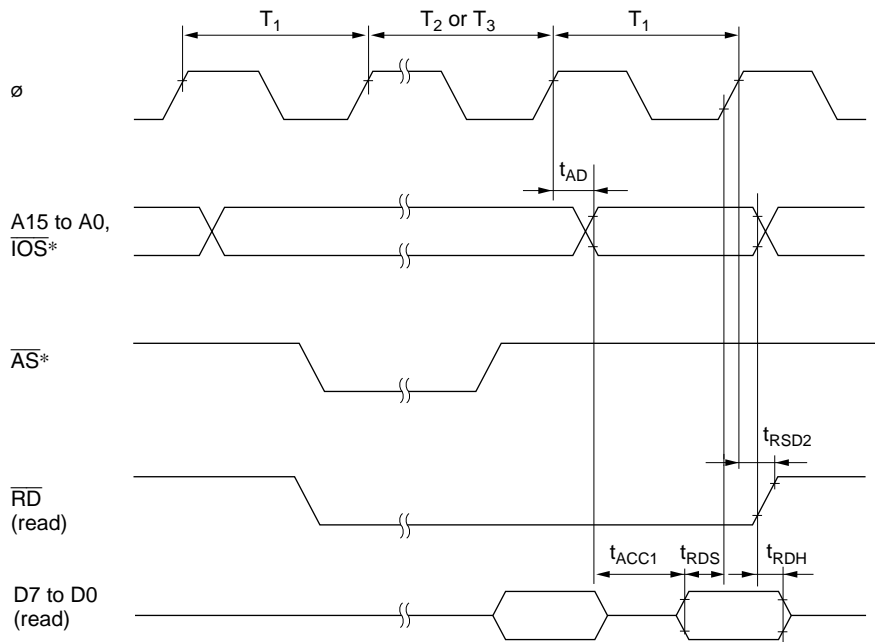 T1
T2 or T3
T1
ø
tAD
A15 to A0,
IOS*
AS*
tRSD2
RD
(read)
tACC1
tRDS
tRDH
D7 to D0
(read)